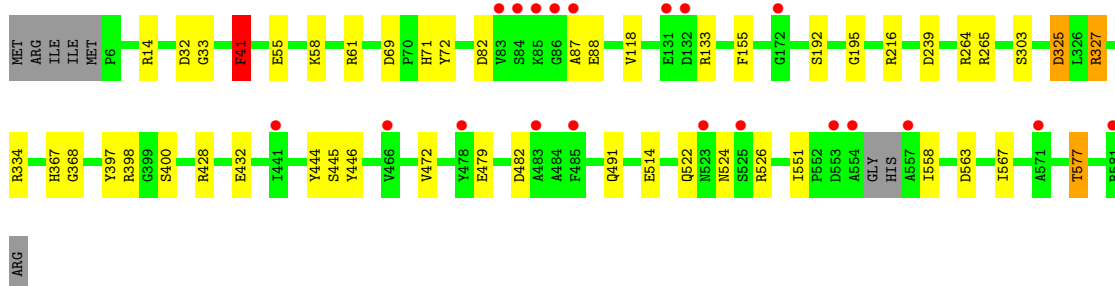 MET ARG ILE ILE MET P6 R14 D32 G33 F41 E55 K58 R61 D69 P70 H71 Y72 D82 V83 S84 K85 G86 A87 E88 V118 E131 D132 R133 F155 G172 S192 G195 R216 D239 R264 R265 S303 D325 L326 R327
R334 H367 G368 Y397 R398 G399 S400 R428 E432 I441 Y444 S445 Y446 V466 V472 Y478 E479 D482 A483 A484 F485 Q491 E514 Q522 N523 N524 S525 R526 I551 P552 D553 A554 GLY HIS A557 I558 D563 I567 A571 T577
ARG